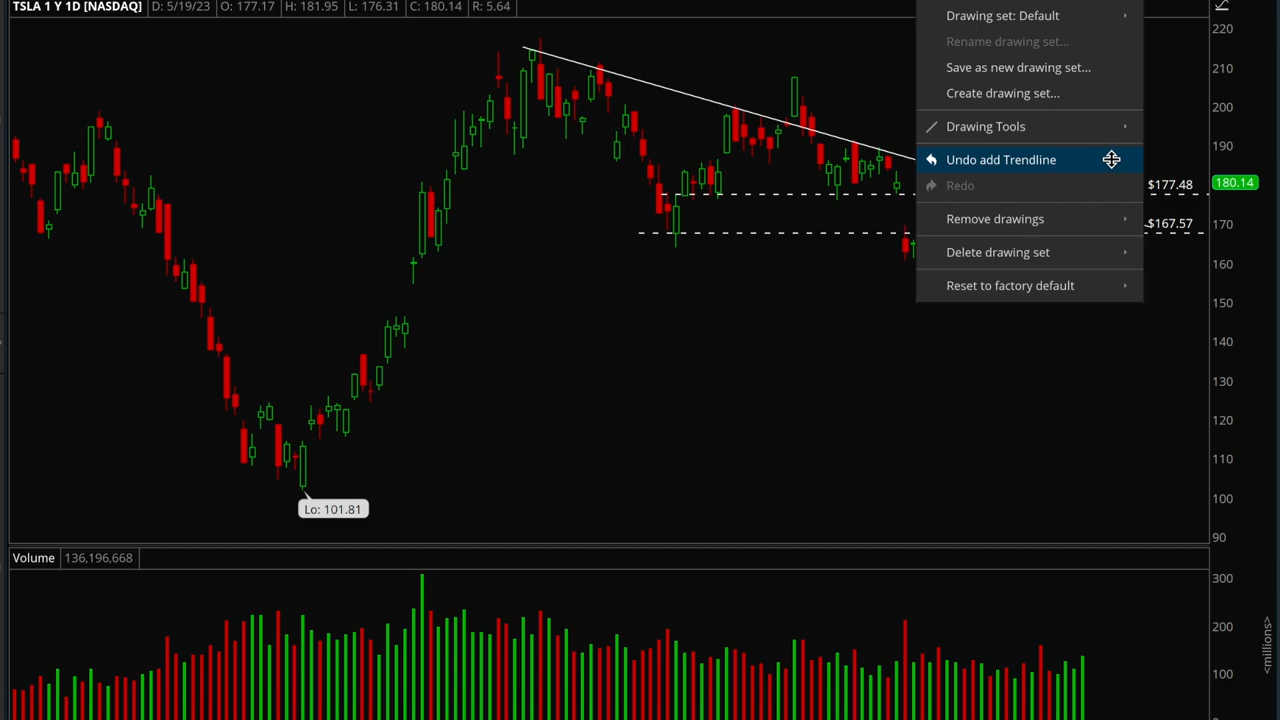 TSLA 1 Y 1D [NASDAQ] D: 5/19/23 O: 177.17 H: 181.95 L: 176.31 C: 180.14 R: 5.64
Drawing set: Default
Rename drawing set...
Save as new drawing set...
Create drawing set...
Drawing Tools
Undo add Trendline
Redo
Remove drawings
Delete drawing set
Reset to factory default
$177.48
$167.57
220
210
200
190
180.14
170
160
150
140
130
120
110
100
90
Lo: 101.81
Volume 136,196,668
300
200
100
<millions>